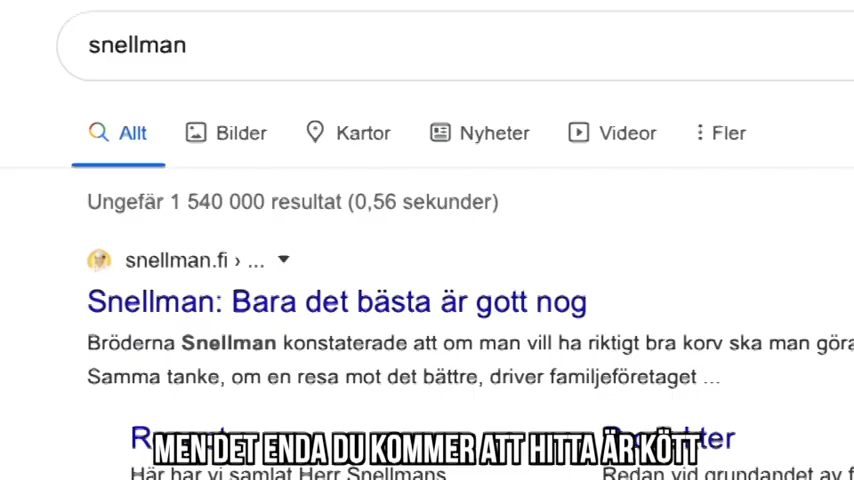 snellman
Allt Bilder Kartor Nyheter Videor Fler
Ungefär 1 540 000 resultat (0,56 sekunder)
snellman.fi › ...
Snellman: Bara det bästa är gott nog
Bröderna Snellman konstaterade att om man vill ha riktigt bra korv ska man göra
Samma tanke, om en resa mot det bättre, driver familjeföretaget ...
MEN DET ENDA DU KOMMER ATT HITTA ÄR KÖTT
Här har vi samlat Herr Snellmans Redan vid grundandet av f